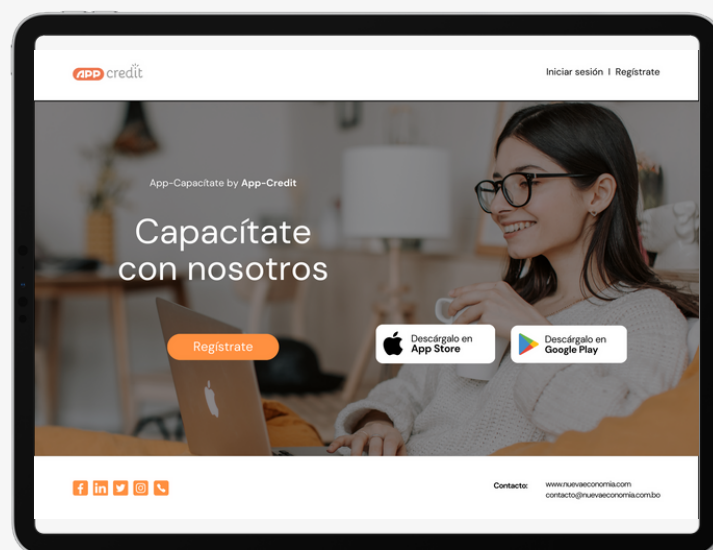 APP credit
Iniciar sesión I Regístrate
App-Capacítate by App-Credit
Capacítate
con nosotros
Regístrate
Descárgalo en
App Store
Descárgalo en
Google Play
Contacto:
www.nuevaeconomia.com
contacto@nuevaeconomia.com.bo